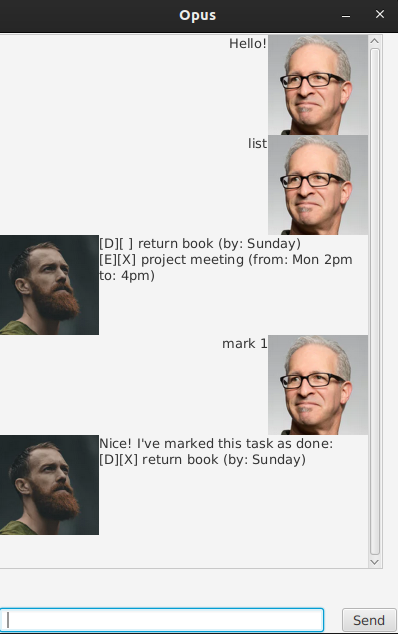 Opus
Hello!
list
[D][ ] return book (by: Sunday)
[E][X] project meeting (from: Mon 2pm
to: 4pm)
mark 1
Nice! I've marked this task as done:
[D][X] return book (by: Sunday)
Send